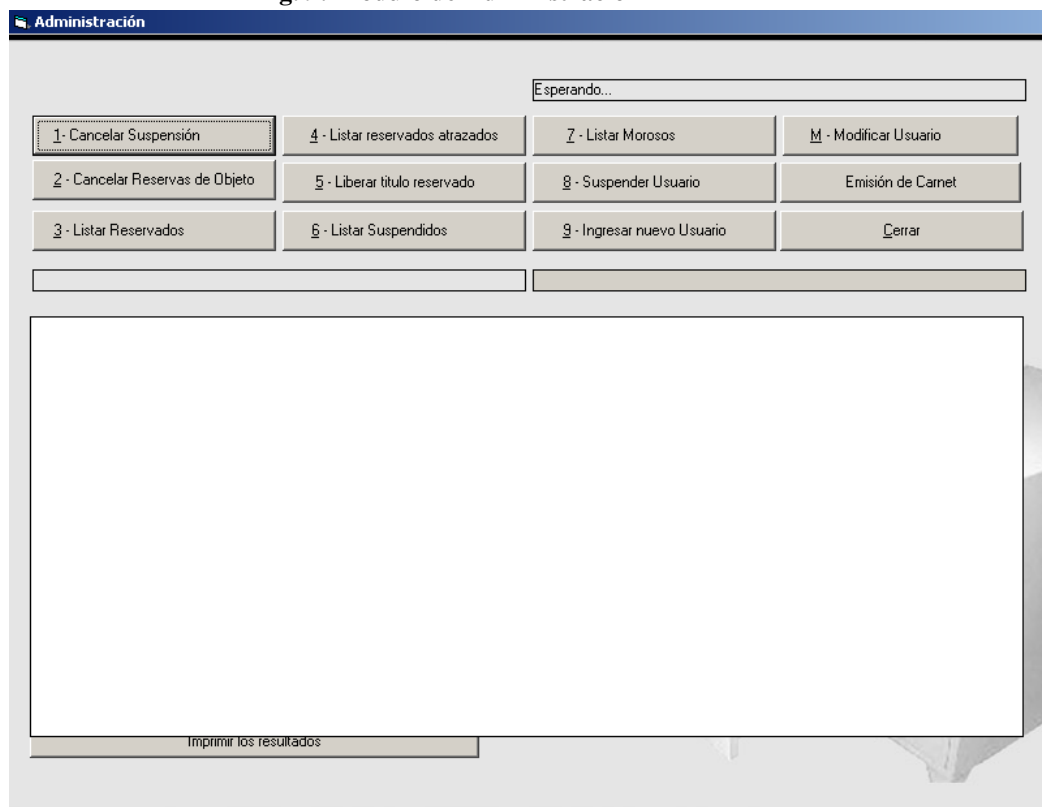 Administración
Esperando...
1- Cancelar Suspensión
4 - Listar reservados atrazados
7 - Listar Morosos
M - Modificar Usuario
2 - Cancelar Reservas de Objeto
5 - Liberar titulo reservado
8 - Suspender Usuario
Emisión de Carnet
3 - Listar Reservados
6 - Listar Suspendidos
9 - Ingresar nuevo Usuario
Cerrar
Imprimir los resultados